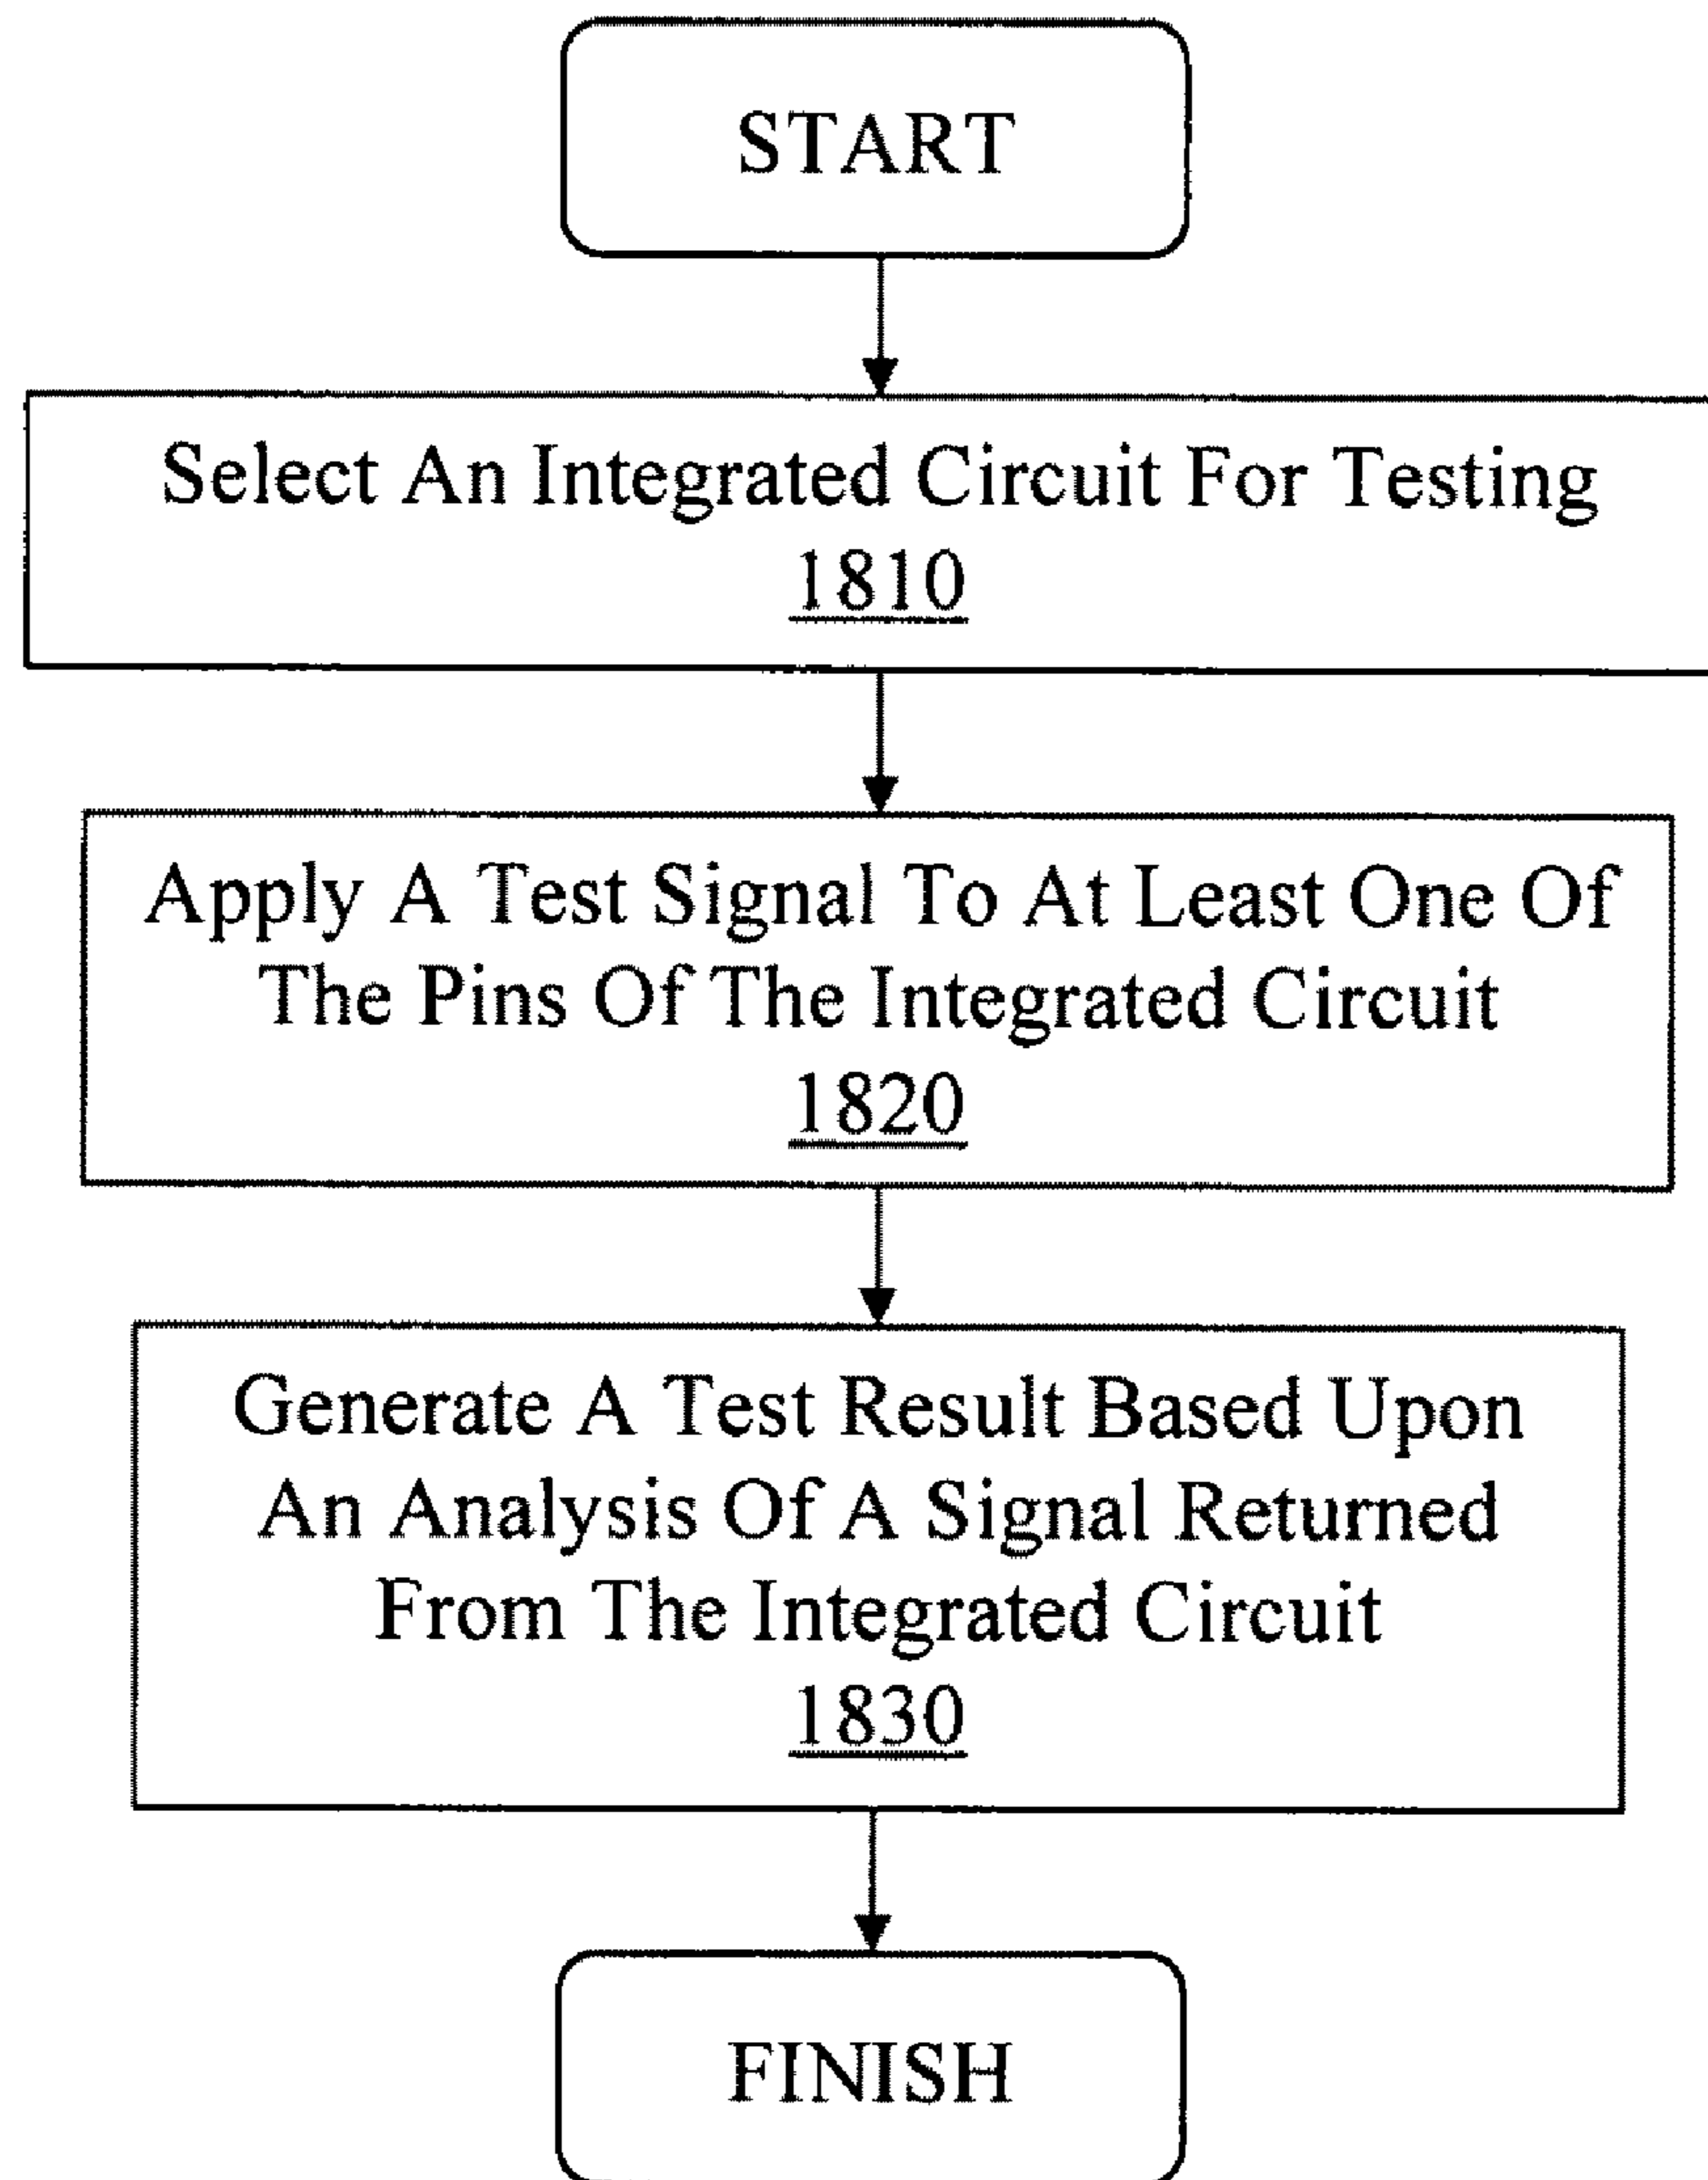 START
Select An Integrated Circuit For Testing
1810
Apply A Test Signal To At Least One Of
The Pins Of The Integrated Circuit
1820
Generate A Test Result Based Upon
An Analysis Of A Signal Returned
From The Integrated Circuit
1830
FINISH